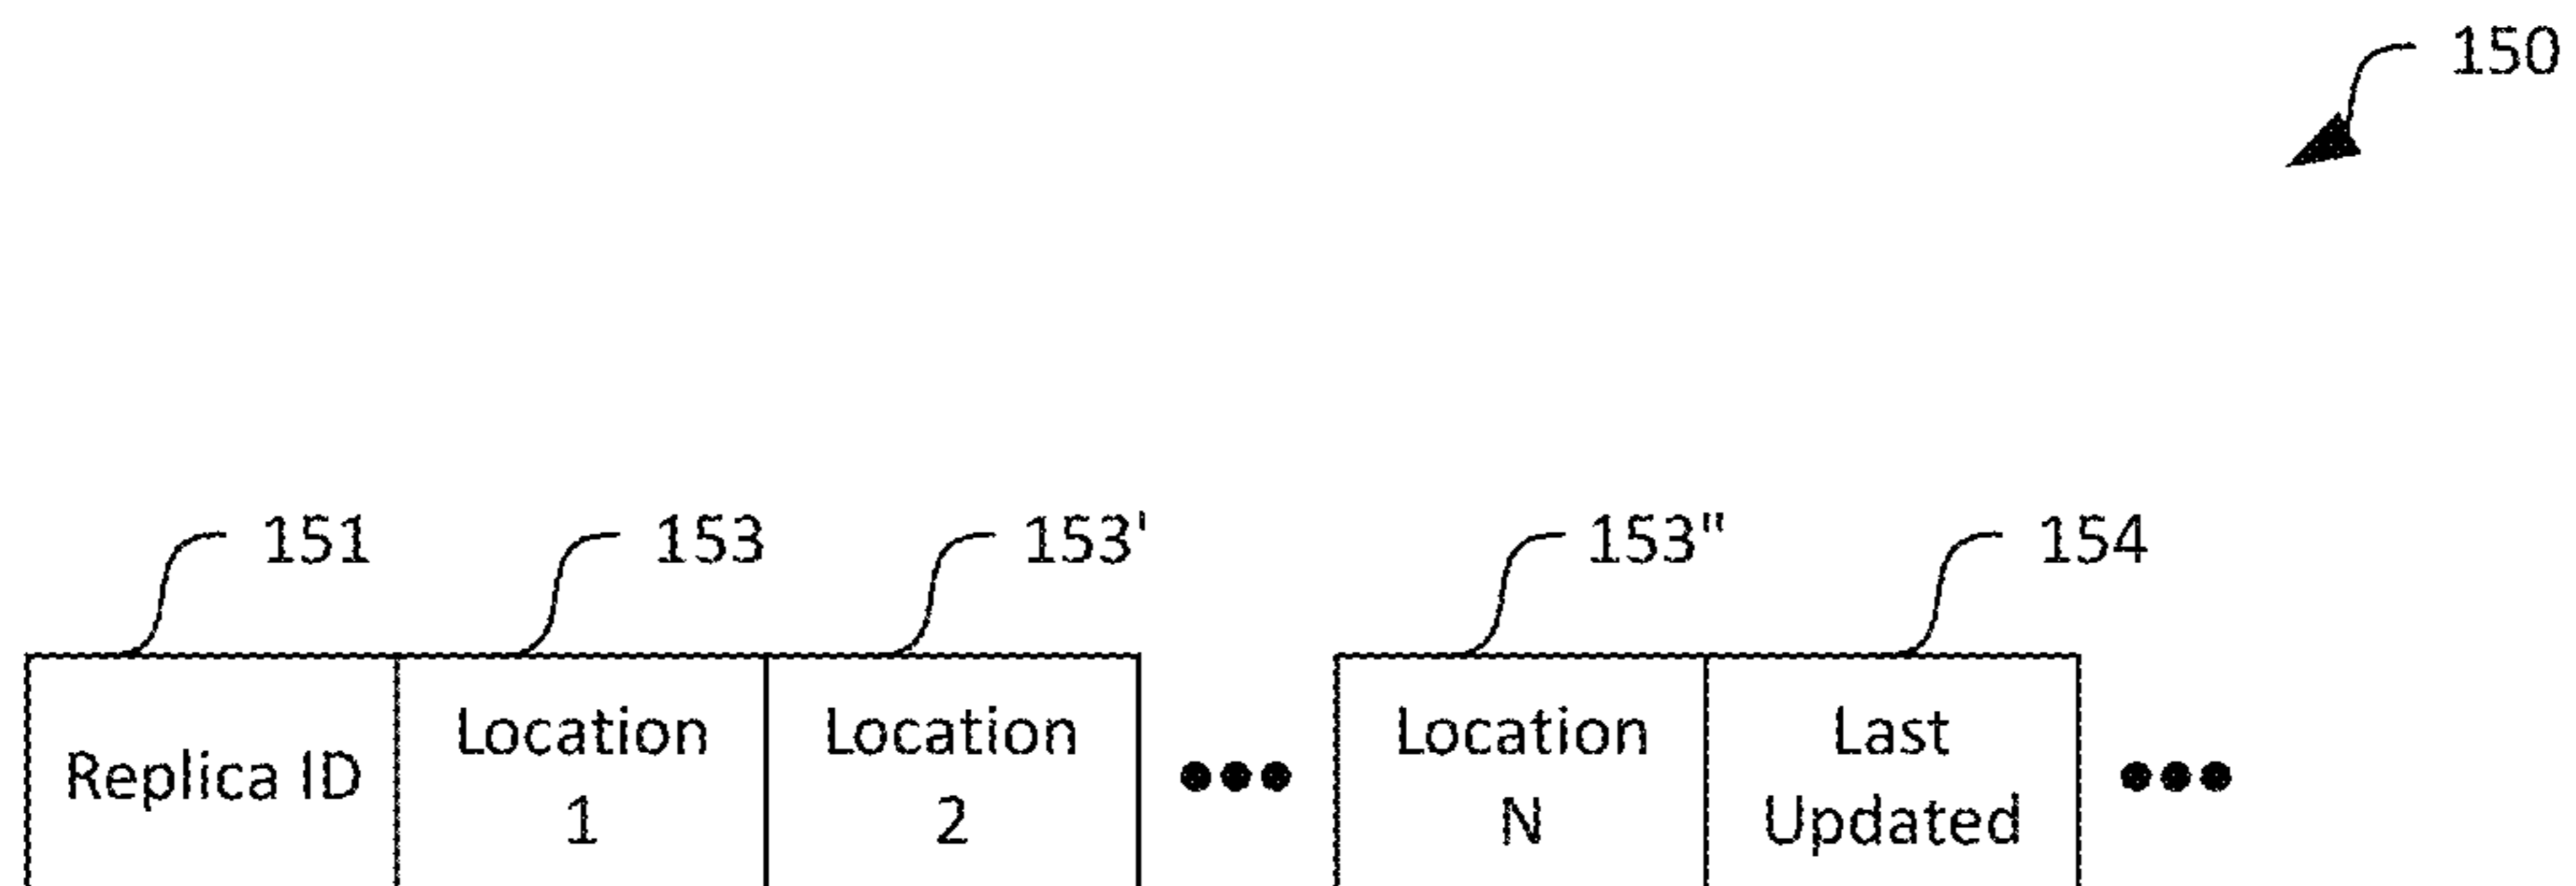 150
151
153
153'
153"
154
Replica ID
Location
1
Location
2
Location
N
Last
Updated